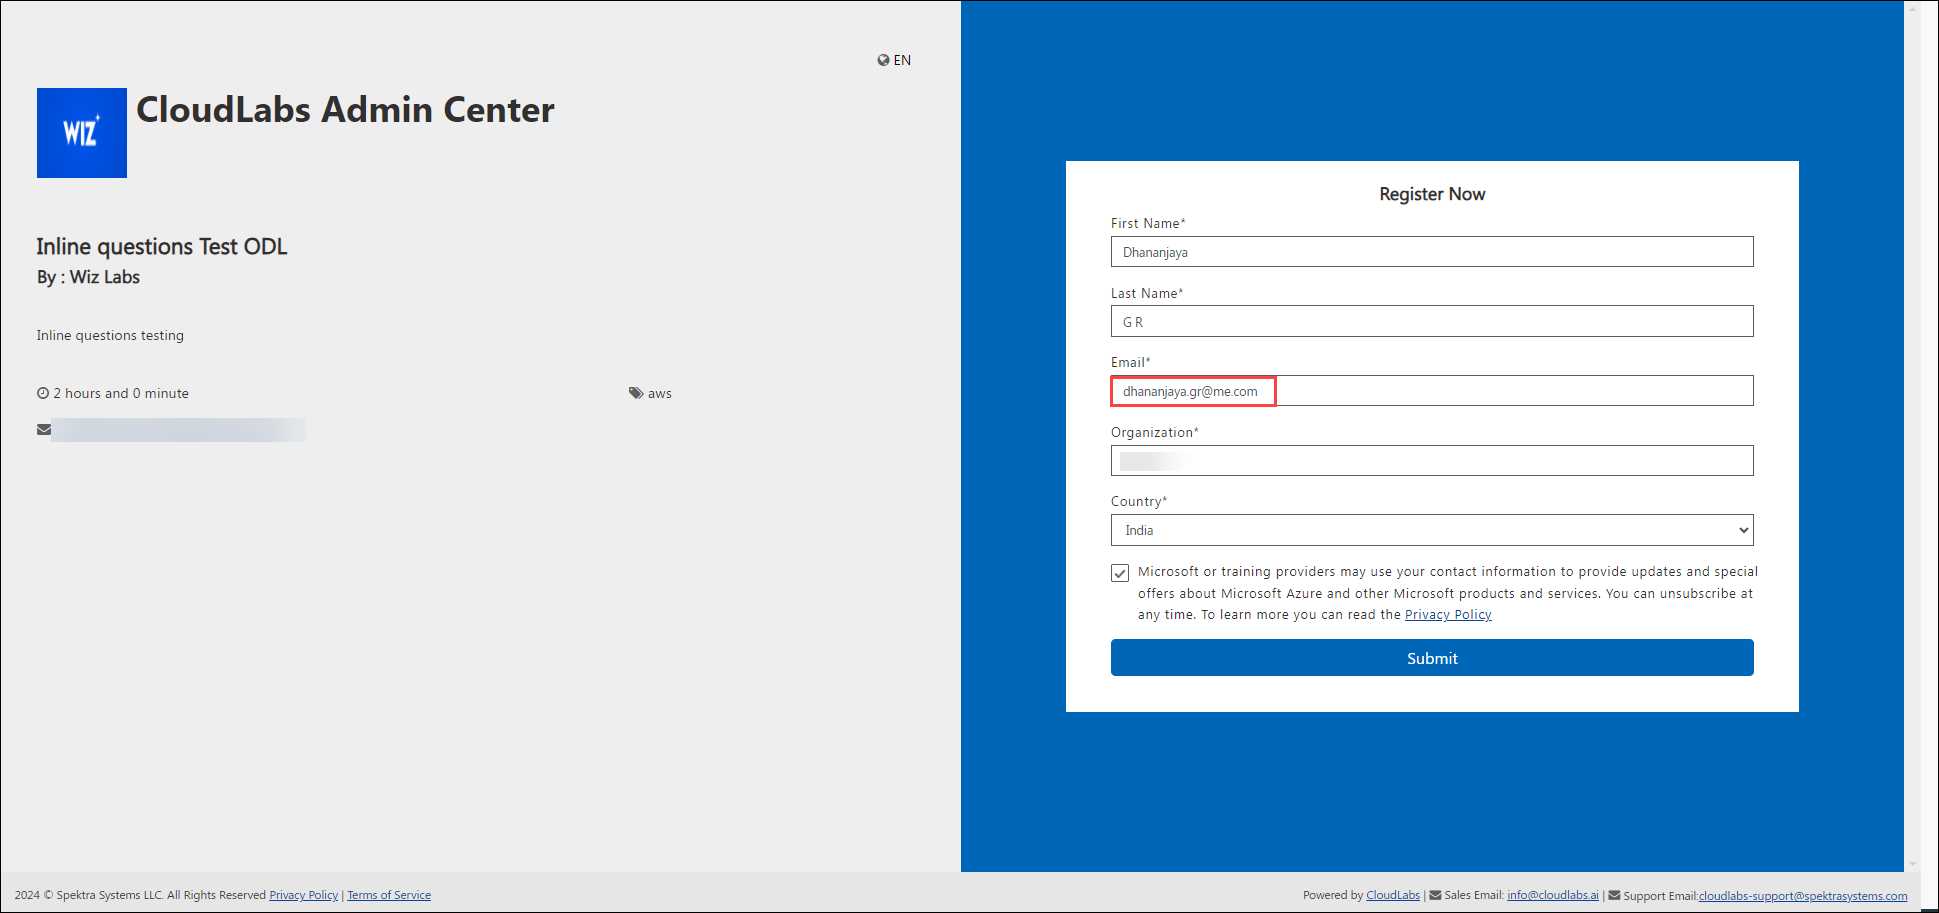 EN
WIZ
CloudLabs Admin Center
Inline questions Test ODL
By : Wiz Labs
Inline questions testing
2 hours and 0 minute
aws
Register Now
First Name*
Dhananjaya
Last Name*
G R
Email*
dhananjaya.gr@me.com
Organization*
Country*
India
Microsoft or training providers may use your contact information to provide updates and special
offers about Microsoft Azure and other Microsoft products and services. You can unsubscribe at
any time. To learn more you can read the Privacy Policy
Submit
2024 © Spektra Systems LLC. All Rights Reserved Privacy Policy | Terms of Service
Powered by CloudLabs | Sales Email: info@cloudlabs.ai | Support Email:cloudlabs-support@spektrasystems.com